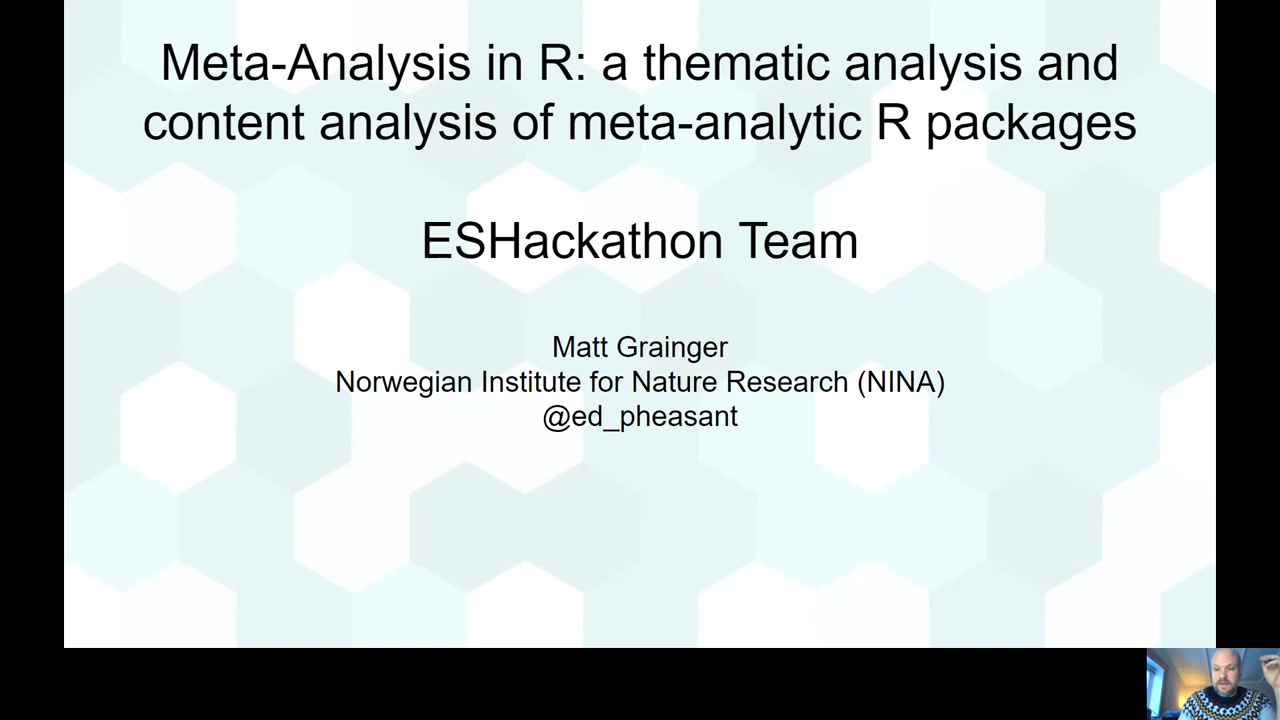 Meta-Analysis in R: a thematic analysis and
content analysis of meta-analytic R packages
ESHackathon Team
Matt Grainger
Norwegian Institute for Nature Research (NINA)
@ed_pheasant